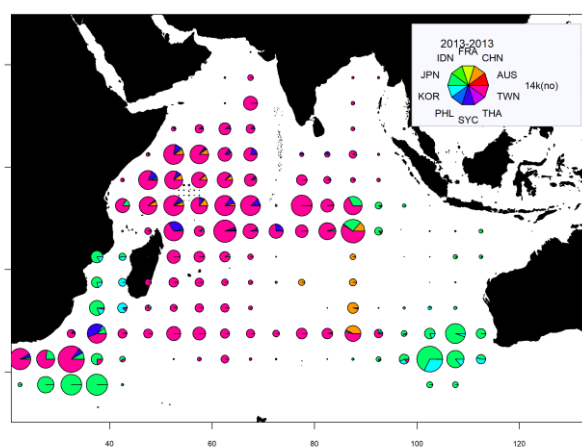 2013-2013
FRA
IDN CHN
JPN AUS
KOR TWN
14k(no)
PHL THA
SYC
40 60 80 100 120